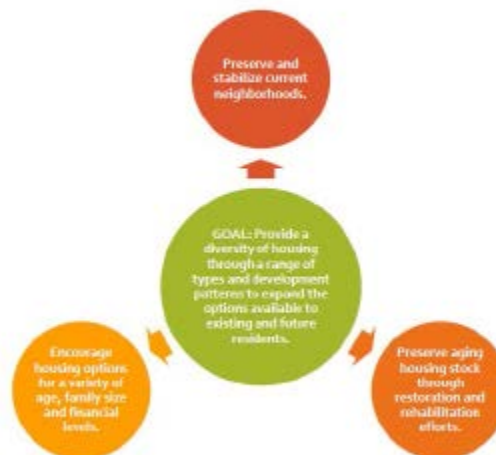 Preserve and
stabilize current
neighborhoods.
GOAL: Provide a
diversity of housing
through a range of
types and development
patterns to expand the
options available to
existing and future
residents.
Encourage
housing options
for a variety of
age, family size
and financial
levels.
Preserve aging
housing stock
through
restoration and
rehabilitation
efforts.